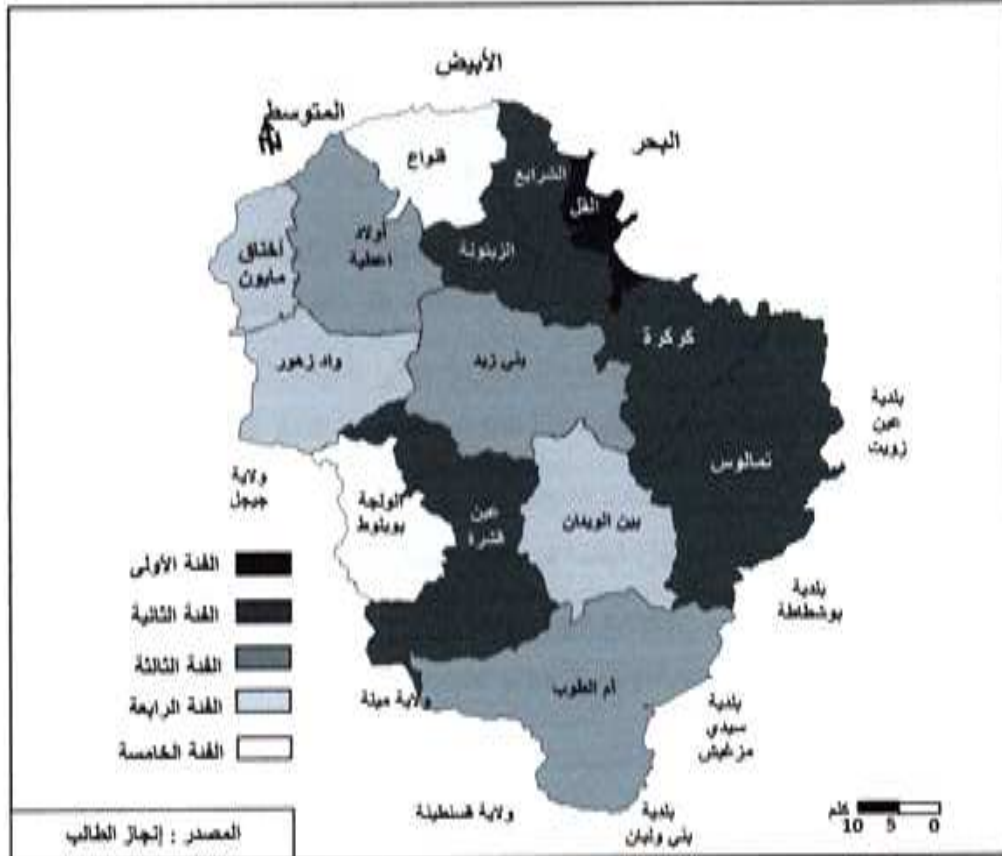 الأبيض
المتوسط
البحر
قنواع
الشرايع
القل
الزيتونة
أولاد
اعطية
أخناق
مايون
كركرة
واد زهور
بني زيد
بلدية
عين
زويت
تمالوس
ولاية
جيجل
الولجة
بوبلوط
عين
قشرة
بين الويدان
الفئة الأولى
الفئة الثانية
الفئة الثالثة
الفئة الرابعة
الفئة الخامسة
بلدية
بوشطاطة
أم الطوب
ولاية ميلة
بلدية
سيدي
مزغيش
ولاية قسنطينة
بلدية
بني ولبان
كلم
10 5 0
المصدر : إنجاز الطالب